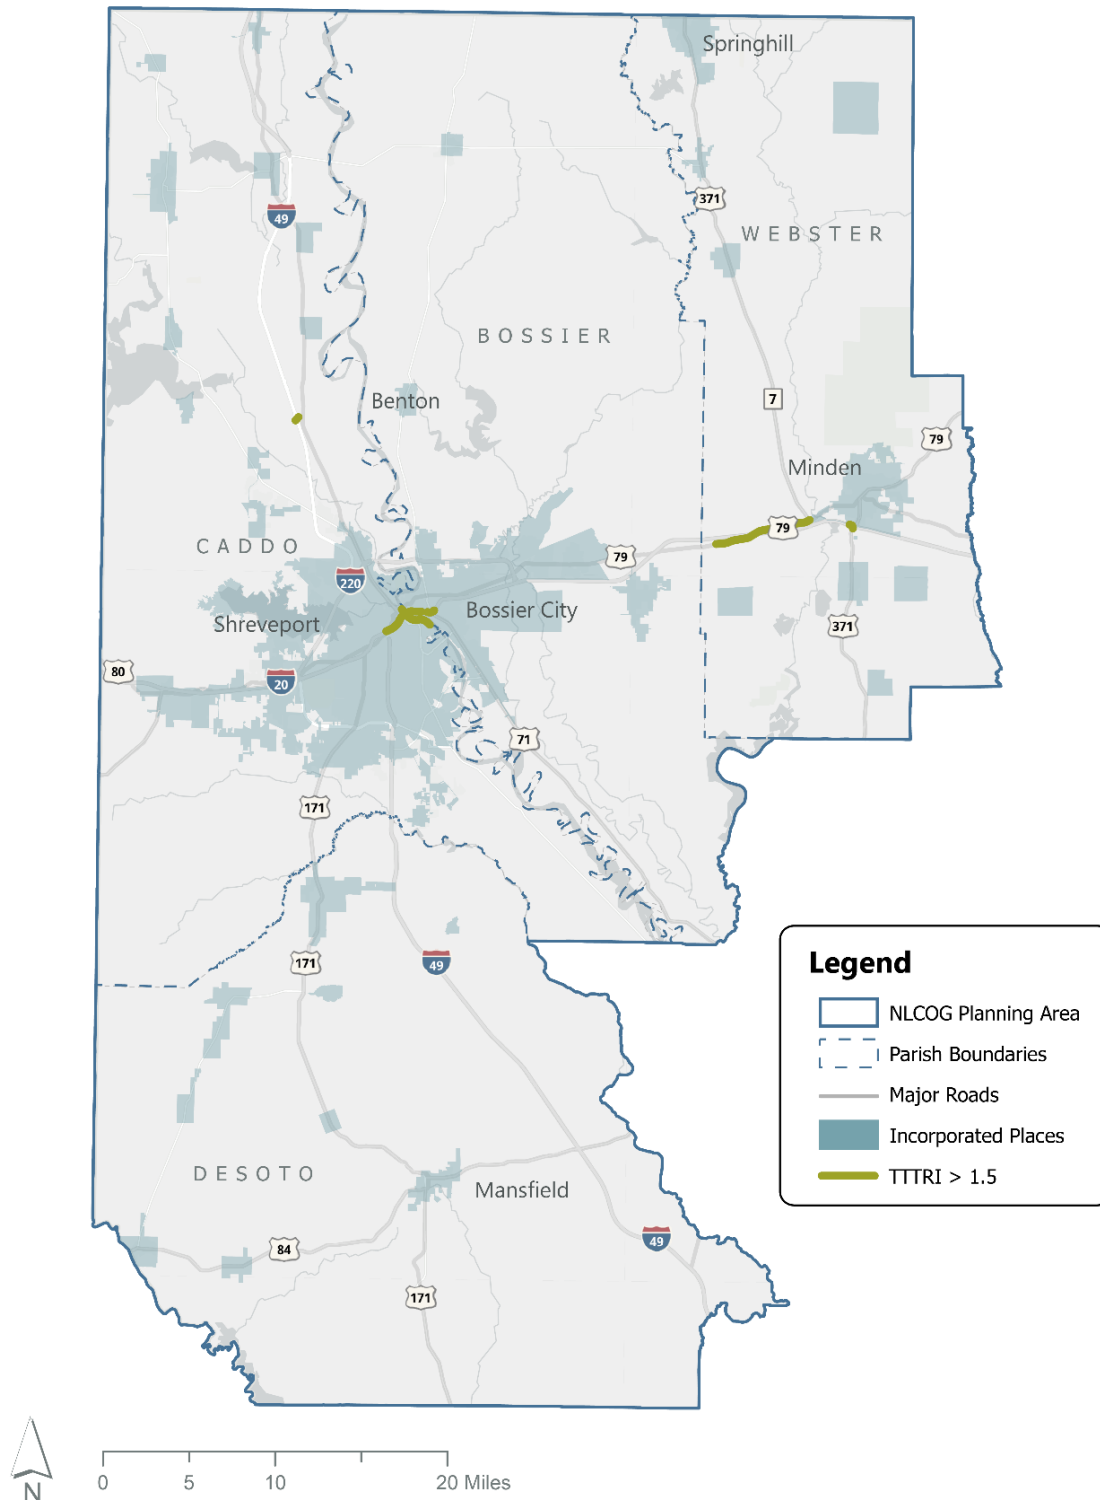 Springhill
371
49
WEBSTER
BOSSIER
Benton
7
79
Minden
79
CADDO
79
220
Shreveport
Bossier City
371
80
20
71
171
171
49
Legend
NLCOG Planning Area
Parish Boundaries
Major Roads
Incorporated Places
TTTRI > 1.5
DESOTO
Mansfield
84
49
171
N
0 5 10 20 Miles